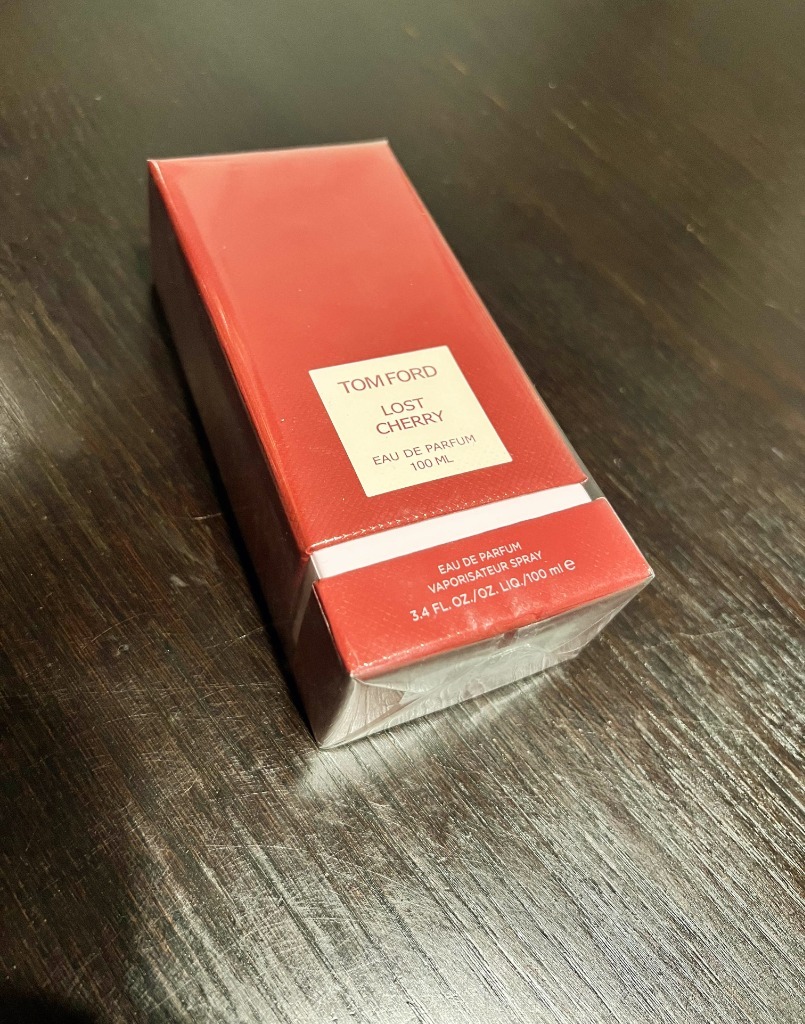 TOM FORD
LOST
CHERRY
EAU DE PARFUM
100 ML
EAU DE PARFUM
VAPORISATEUR SPRAY
3.4 FL. OZ./OZ. LIQ./100 ml ℮